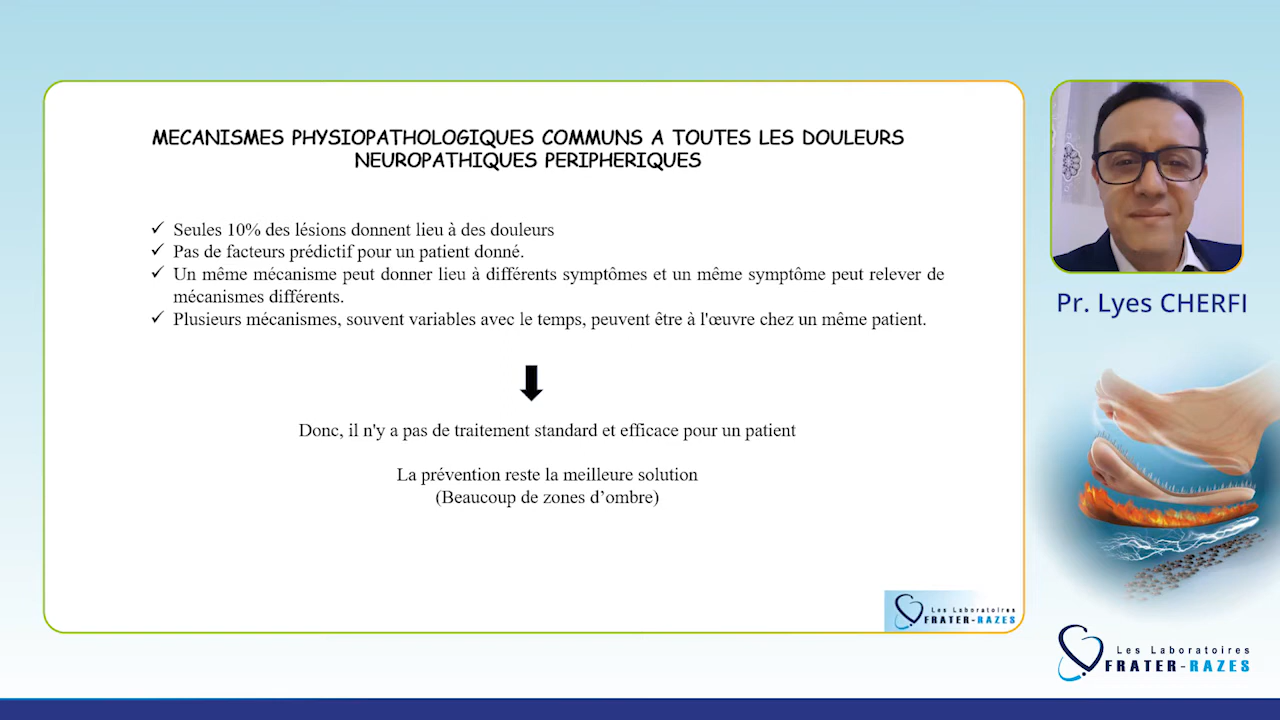 MECANISMES PHYSIOPATHOLOGIQUES COMMUNS A TOUTES LES DOULEURS
NEUROPATHIQUES PERIPHERIQUES
✓ Seules 10% des lésions donnent lieu à des douleurs
✓ Pas de facteurs prédictif pour un patient donné.
✓ Un même mécanisme peut donner lieu à différents symptômes et un même symptôme peut relever de
mécanismes différents.
✓ Plusieurs mécanismes, souvent variables avec le temps, peuvent être à l'œuvre chez un même patient.
Donc, il n'y a pas de traitement standard et efficace pour un patient
La prévention reste la meilleure solution
(Beaucoup de zones d’ombre)
Les Laboratoires
FRATER-RAZES
Pr. Lyes CHERFI
Les Laboratoires
FRATER-RAZES